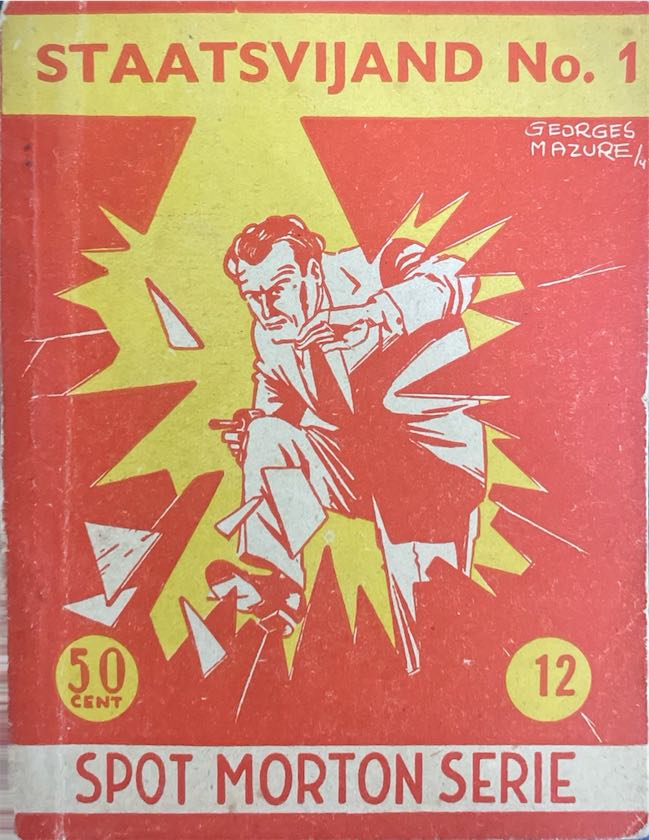 STAATSVIJAND No. 1
GEORGES
MAZURE
50
CENT
12
SPOT MORTON SERIE